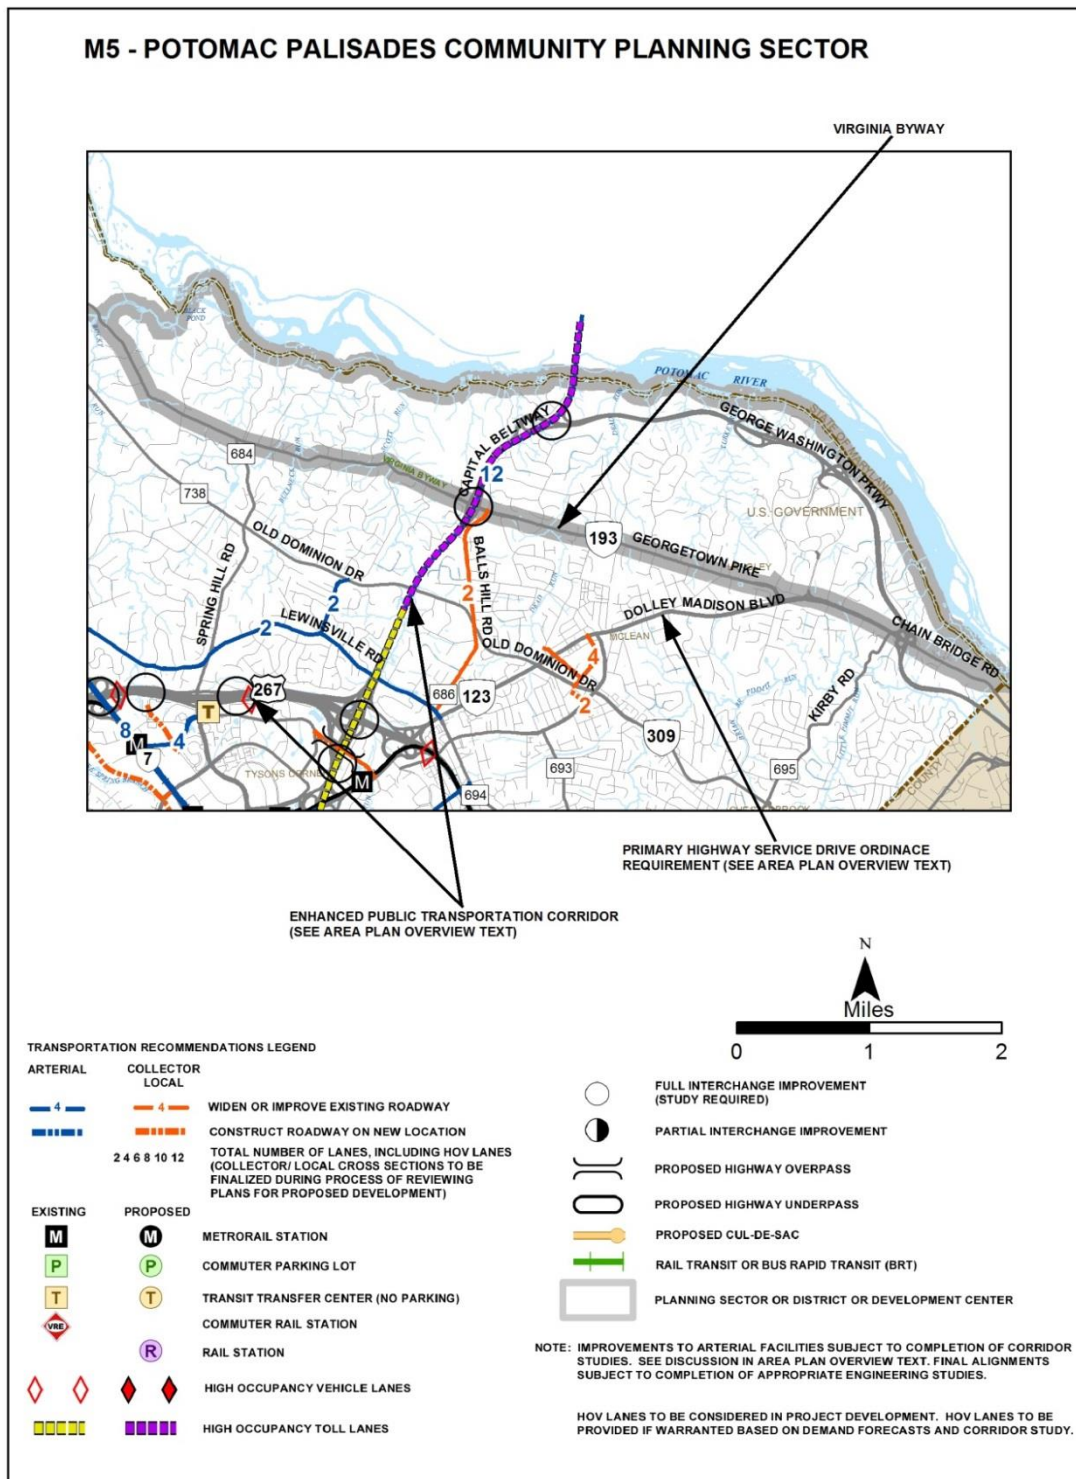 M5 - POTOMAC PALISADES COMMUNITY PLANNING SECTOR
VIRGINIA BYWAY
BLACK
POND
POTOMAC RIVER
CAPITAL BELTWAY
GEORGE WASHINGTON PKWY
STATE OF MARYLAND
684
VIRGINIA BYWAY
12
738
U.S. GOVERNMENT
193
OLD DOMINION DR
BALLS HILL RD
GEORGETOWN PIKE
SPRING HILL RD
2
2
DOLLEY MADISON BLVD
2
LEWINSVILLE RD
MCLEAN
CHAIN BRIDGE RD
OLD DOMINION DR
4
267
686
123
2
KIRBY RD
T
8
M
7
4
309
TYSONS CORNER
693
695
M
694
COUNTY
PRIMARY HIGHWAY SERVICE DRIVE ORDINACE
REQUIREMENT (SEE AREA PLAN OVERVIEW TEXT)
ENHANCED PUBLIC TRANSPORTATION CORRIDOR
(SEE AREA PLAN OVERVIEW TEXT)
N
Miles
0 1 2
TRANSPORTATION RECOMMENDATIONS LEGEND
ARTERIAL COLLECTOR
LOCAL
4 4 WIDEN OR IMPROVE EXISTING ROADWAY
CONSTRUCT ROADWAY ON NEW LOCATION
2 4 6 8 10 12 TOTAL NUMBER OF LANES, INCLUDING HOV LANES
(COLLECTOR/ LOCAL CROSS SECTIONS TO BE
FINALIZED DURING PROCESS OF REVIEWING
PLANS FOR PROPOSED DEVELOPMENT)
EXISTING PROPOSED
M M METRORAIL STATION
P P COMMUTER PARKING LOT
T T TRANSIT TRANSFER CENTER (NO PARKING)
VRE COMMUTER RAIL STATION
R RAIL STATION
HIGH OCCUPANCY VEHICLE LANES
HIGH OCCUPANCY TOLL LANES
FULL INTERCHANGE IMPROVEMENT
(STUDY REQUIRED)
PARTIAL INTERCHANGE IMPROVEMENT
PROPOSED HIGHWAY OVERPASS
PROPOSED HIGHWAY UNDERPASS
PROPOSED CUL-DE-SAC
RAIL TRANSIT OR BUS RAPID TRANSIT (BRT)
PLANNING SECTOR OR DISTRICT OR DEVELOPMENT CENTER
NOTE: IMPROVEMENTS TO ARTERIAL FACILITIES SUBJECT TO COMPLETION OF CORRIDOR
STUDIES. SEE DISCUSSION IN AREA PLAN OVERVIEW TEXT. FINAL ALIGNMENTS
SUBJECT TO COMPLETION OF APPROPRIATE ENGINEERING STUDIES.
HOV LANES TO BE CONSIDERED IN PROJECT DEVELOPMENT. HOV LANES TO BE
PROVIDED IF WARRANTED BASED ON DEMAND FORECASTS AND CORRIDOR STUDY.